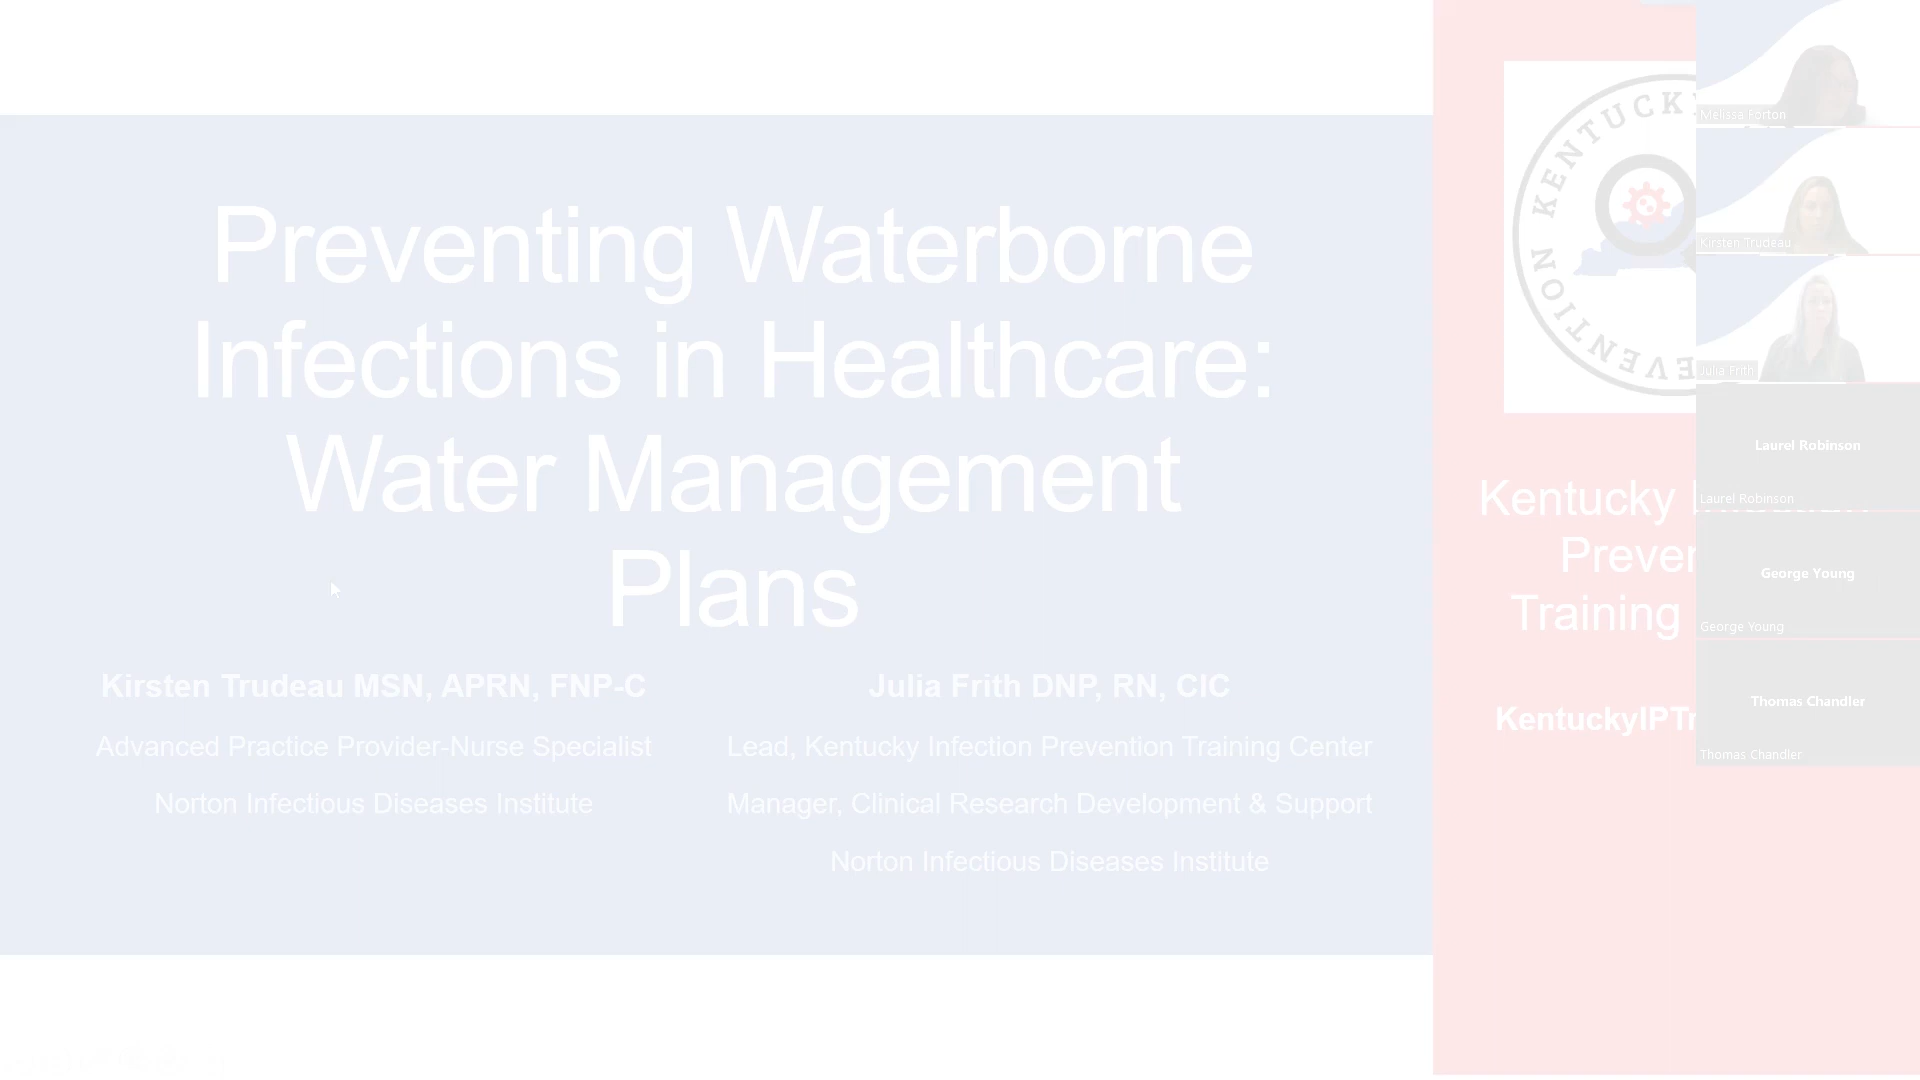 Preventing Waterborne
Infections in Healthcare:
Water Management
Plans
Kirsten Trudeau MSN, APRN, FNP-C
Advanced Practice Provider-Nurse Specialist
Norton Infectious Diseases Institute
Julia Frith DNP, RN, CIC
Lead, Kentucky Infection Prevention Training Center
Manager, Clinical Research Development & Support
Norton Infectious Diseases Institute
KENTUCKY
PREVENTION
Kentucky
Training
Melissa Forton
Kirsten Trudeau
Julia Frith
Laurel Robinson
Laurel Robinson
George Young
George Young
Thomas Chandler
Thomas Chandler